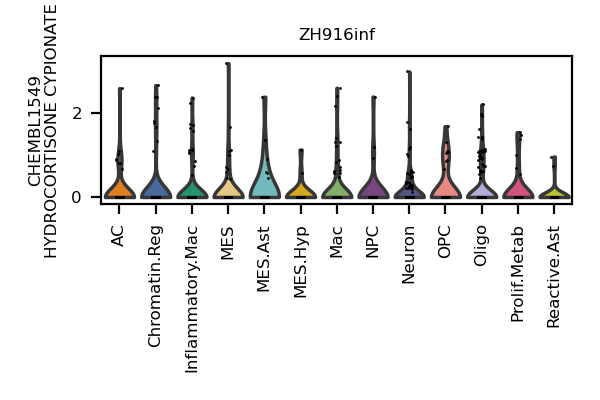 ZH916inf
CHEMBL1549
HYDROCORTISONE CYPIONATE
2
0
AC
Chromatin.Reg
Inflammatory.Mac
MES
MES.Ast
MES.Hyp
Mac
NPC
Neuron
OPC
Oligo
Prolif.Metab
Reactive.Ast